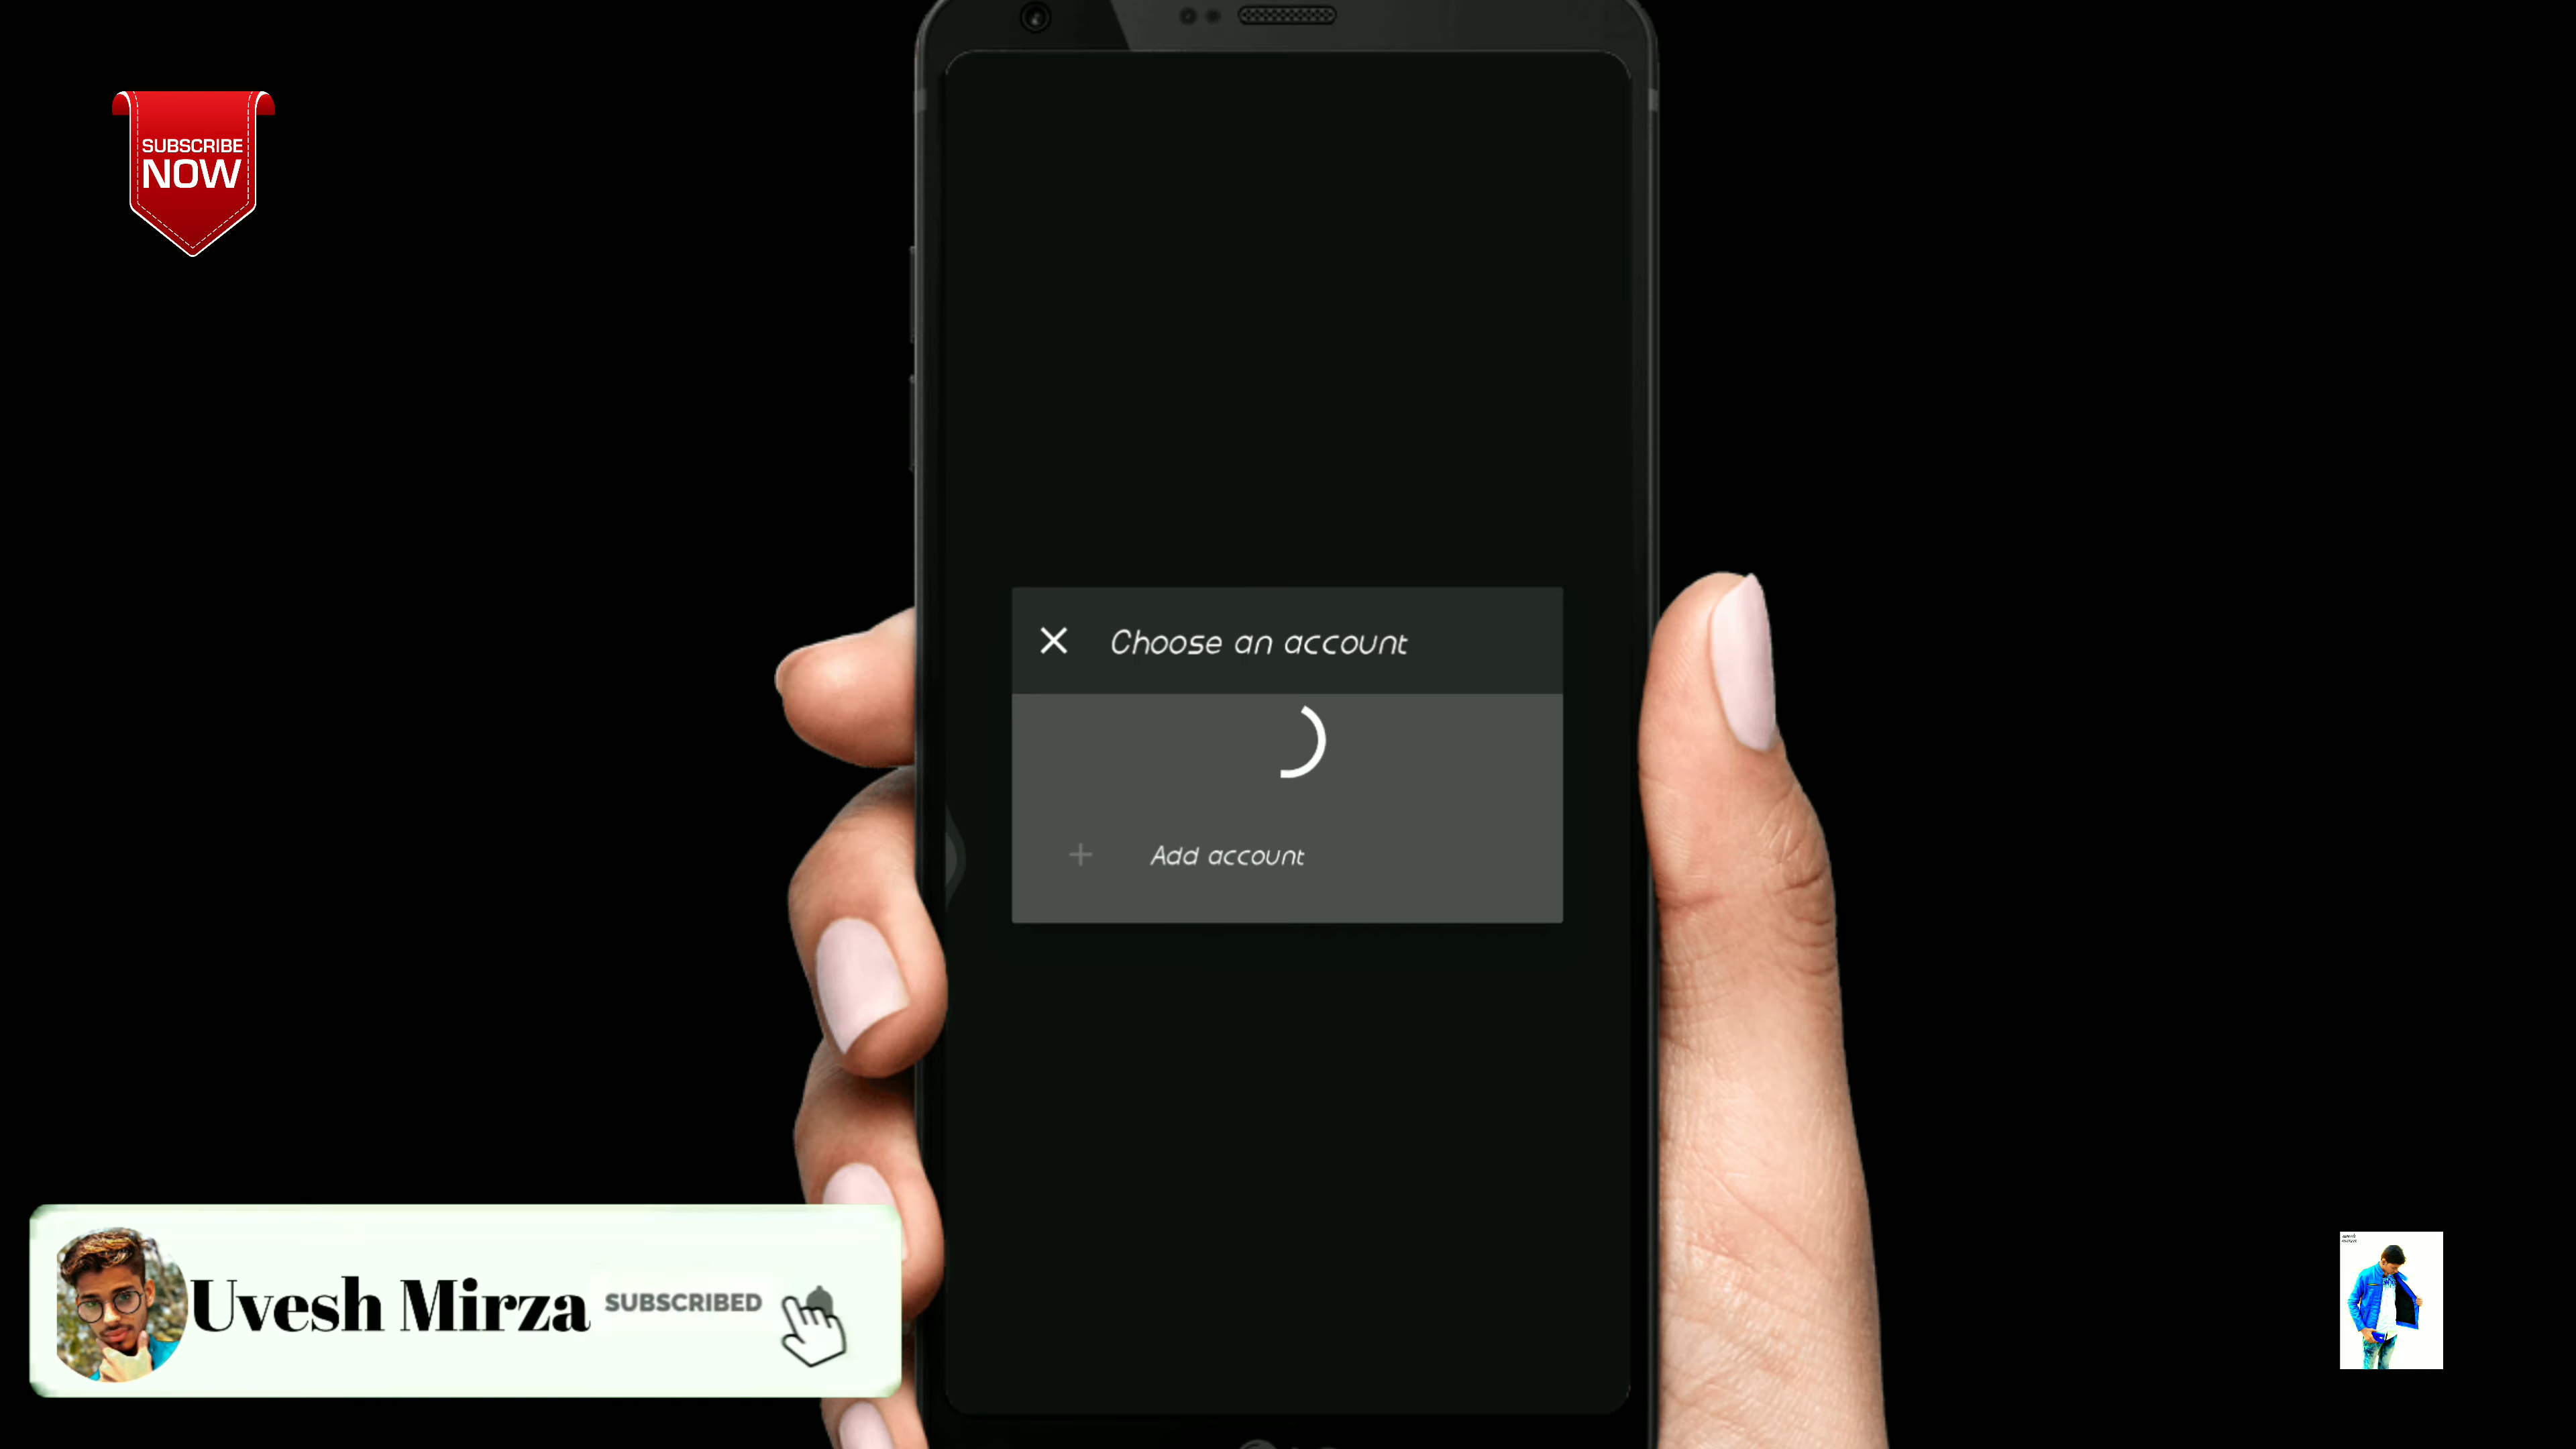 SUBSCRIBE
NOW
Choose an account
Add account
Uvesh Mirza
SUBSCRIBED